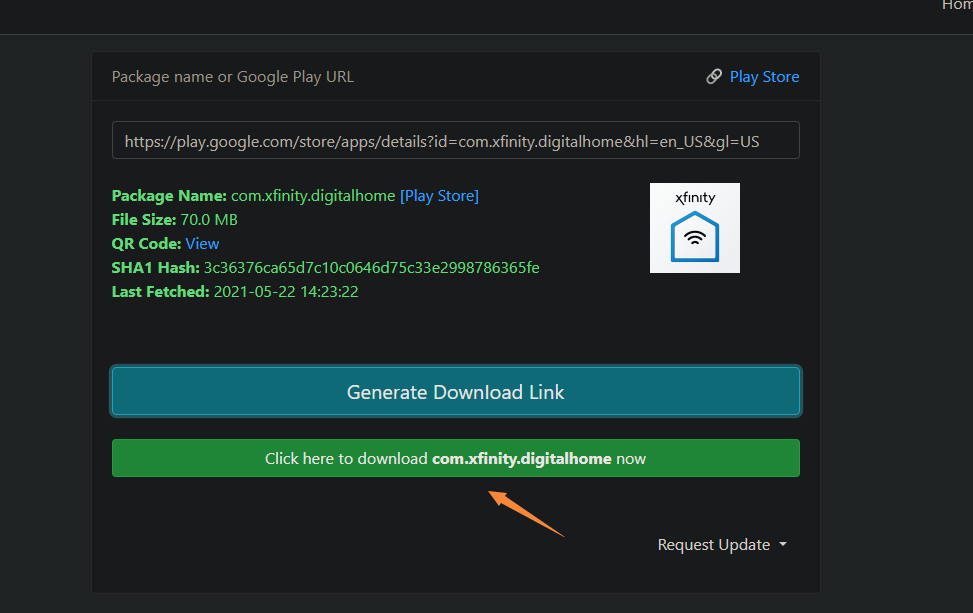 Hom
Package name or Google Play URL
Play Store
https://play.google.com/store/apps/details?id=com.xfinity.digitalhome&hl=en_US&gl=US
Package Name: com.xfinity.digitalhome [Play Store]
File Size: 70.0 MB
QR Code: View
SHA1 Hash: 3c36376ca65d7c10c0646d75c33e2998786365fe
Last Fetched: 2021-05-22 14:23:22
xfinity
Generate Download Link
Click here to download com.xfinity.digitalhome now
Request Update